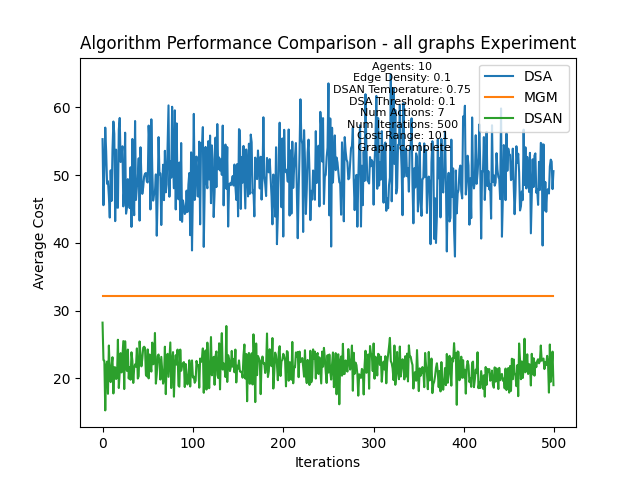 Algorithm Performance Comparison - all graphs Experiment
Agents: 10
Edge Density: 0.1
DSAN Temperature: 0.75
DSA Threshold: 0.1
Num Actions: 7
Num Iterations: 500
Cost Range: 101
Graph: complete
DSA
MGM
DSAN
Average Cost
60
50
40
30
20
0
100
200
300
400
500
Iterations